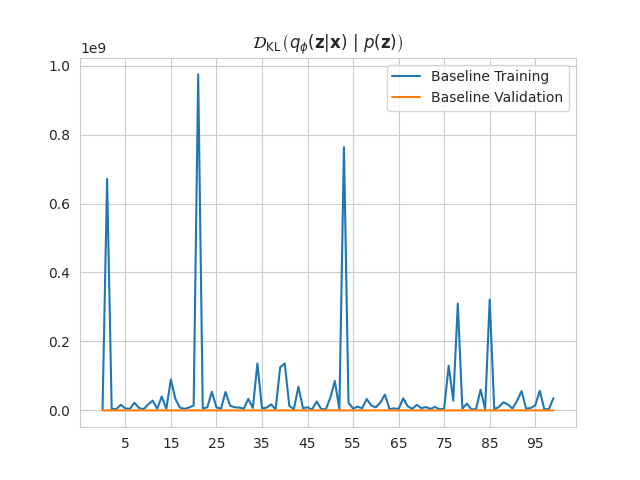 𝒟KL(qϕ(𝐳|𝐱) | p(𝐳))
1e9
Baseline Training
Baseline Validation
1.0
0.8
0.6
0.4
0.2
0.0
5 15 25 35 45 55 65 75 85 95